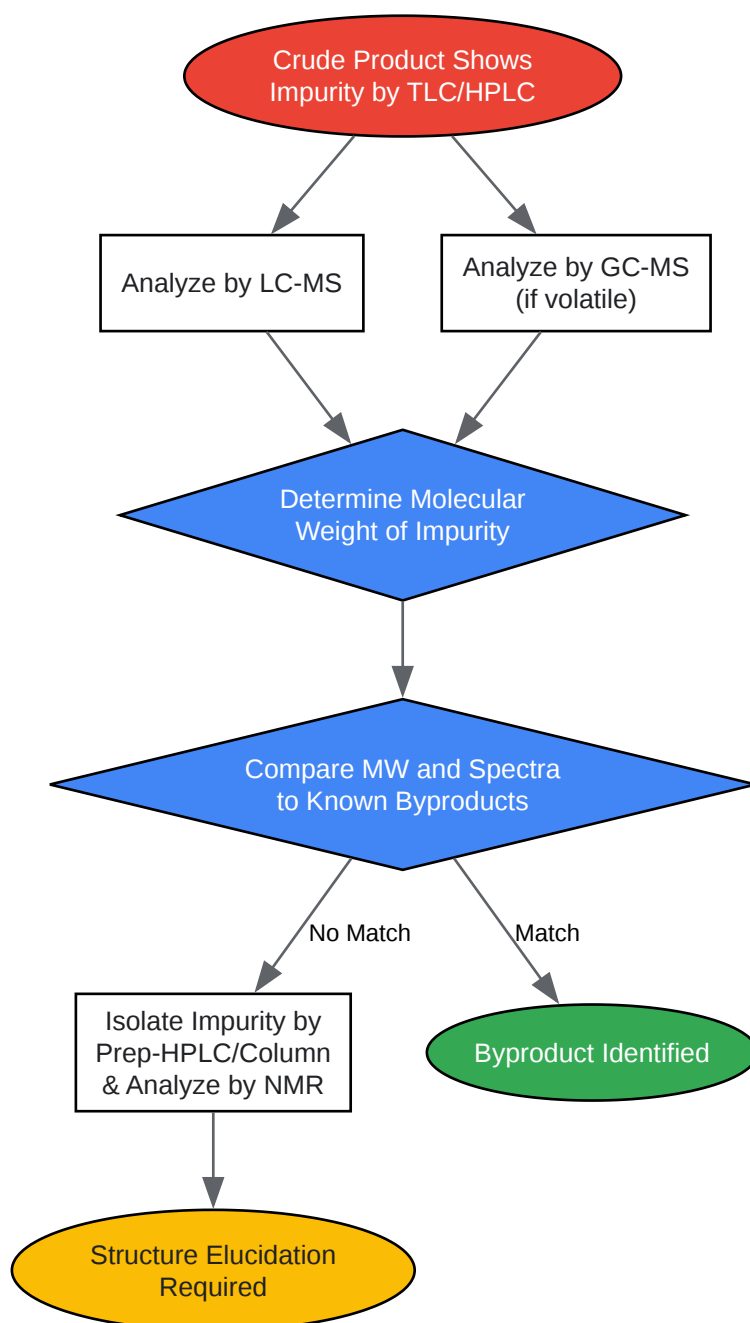 Crude Product Shows
Impurity by TLC/HPLC
Analyze by LC-MS
Analyze by GC-MS
(if volatile)
Determine Molecular
Weight of Impurity
Compare MW and Spectra
to Known Byproducts
No Match
Match
Isolate Impurity by
Prep-HPLC/Column
& Analyze by NMR
Byproduct Identified
Structure Elucidation
Required